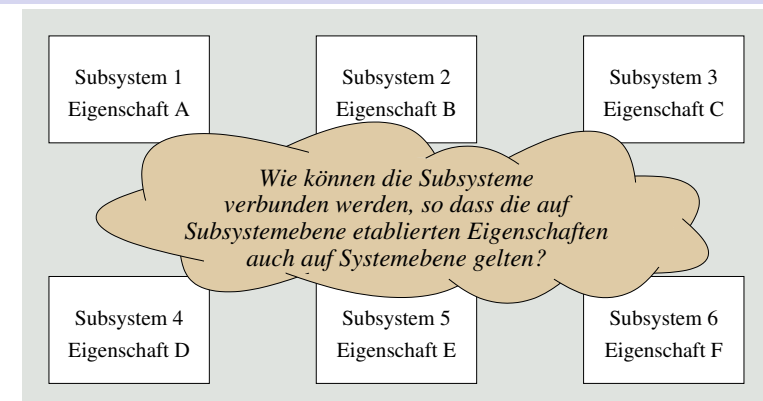 Subsystem 1
Eigenschaft A
Subsystem 2
Eigenschaft B
Subsystem 3
Eigenschaft C
Wie können die Subsysteme
verbunden werden, so dass die auf
Subsystemebene etablierten Eigenschaften
auch auf Systemebene gelten?
Subsystem 4
Eigenschaft D
Subsystem 5
Eigenschaft E
Subsystem 6
Eigenschaft F